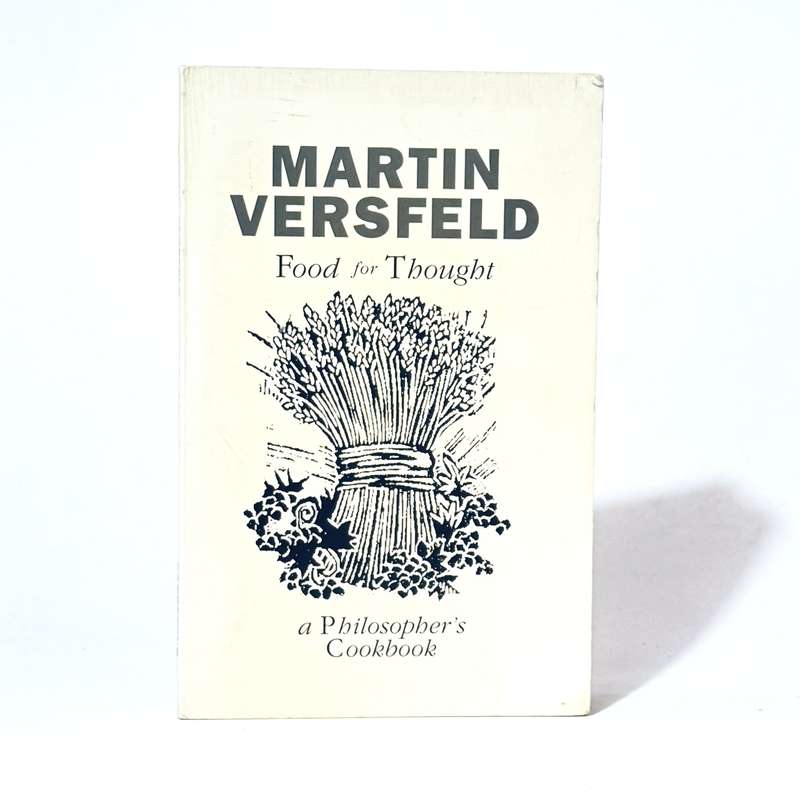 MARTIN
VERSFELD
Food for Thought
a Philosopher's
Cookbook